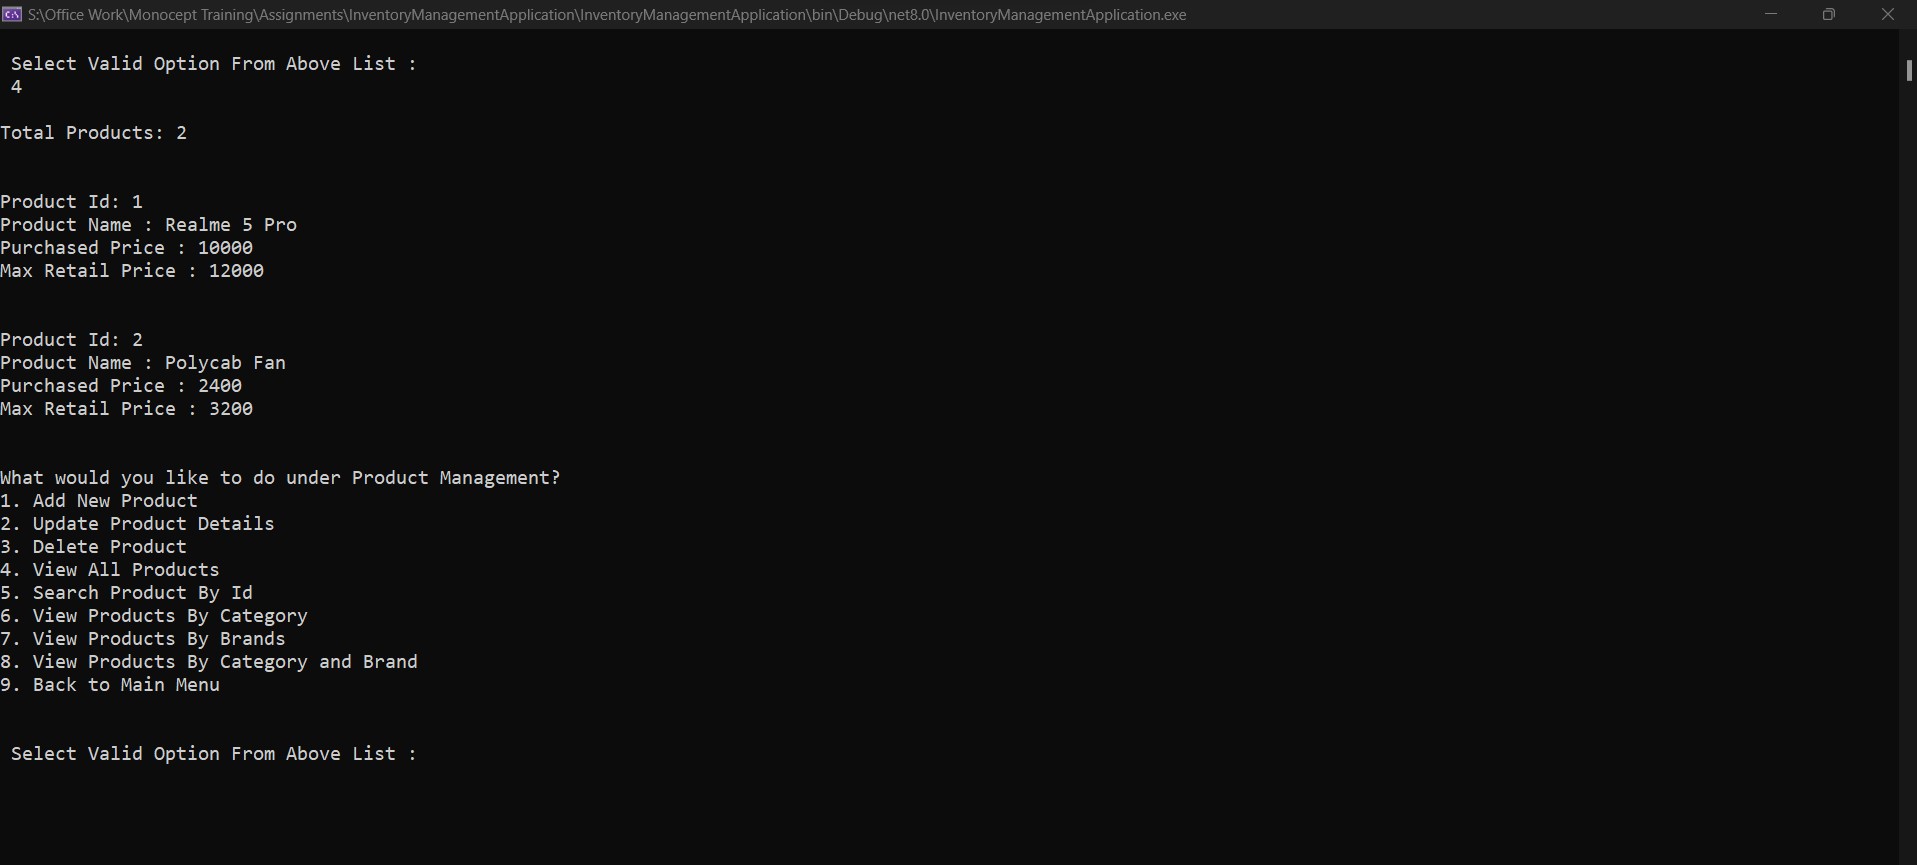 S:\Office Work\Monocept Training\Assignments\InventoryManagementApplication\InventoryManagementApplication\bin\Debug\net8.0\InventoryManagementApplication.exe
Select Valid Option From Above List :
4
Total Products: 2
Product Id: 1
Product Name : Realme 5 Pro
Purchased Price : 10000
Max Retail Price : 12000
Product Id: 2
Product Name : Polycab Fan
Purchased Price : 2400
Max Retail Price : 3200
What would you like to do under Product Management?
1. Add New Product
2. Update Product Details
3. Delete Product
4. View All Products
5. Search Product By Id
6. View Products By Category
7. View Products By Brands
8. View Products By Category and Brand
9. Back to Main Menu
Select Valid Option From Above List :